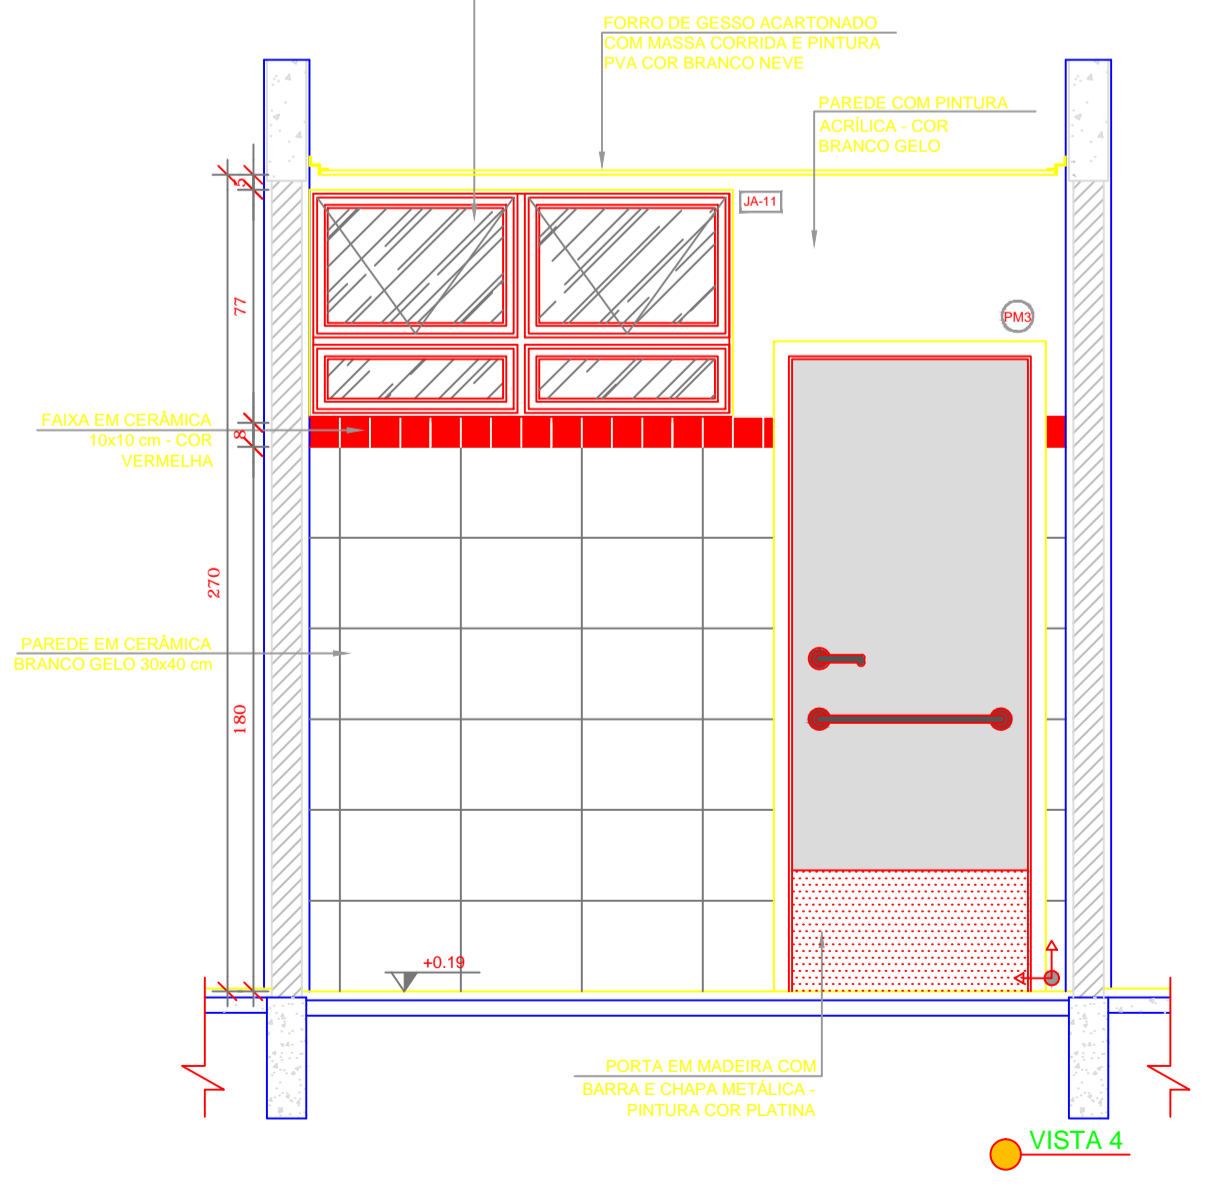 FORRO DE GESSO ACARTONADO
COM MASSA CORRIDA E PINTURA
PVA COR BRANCO NEVE
PAREDE COM PINTURA
ACRÍLICA - COR
BRANCO GELO
5
JA-11
77
PM3
FAIXA EM CERÂMICA
10x10 cm - COR
VERMELHA
8
270
PAREDE EM CERÂMICA
BRANCO GELO 30x40 cm
180
+0.19
PORTA EM MADEIRA COM
BARRA E CHAPA METÁLICA -
PINTURA COR PLATINA
VISTA 4